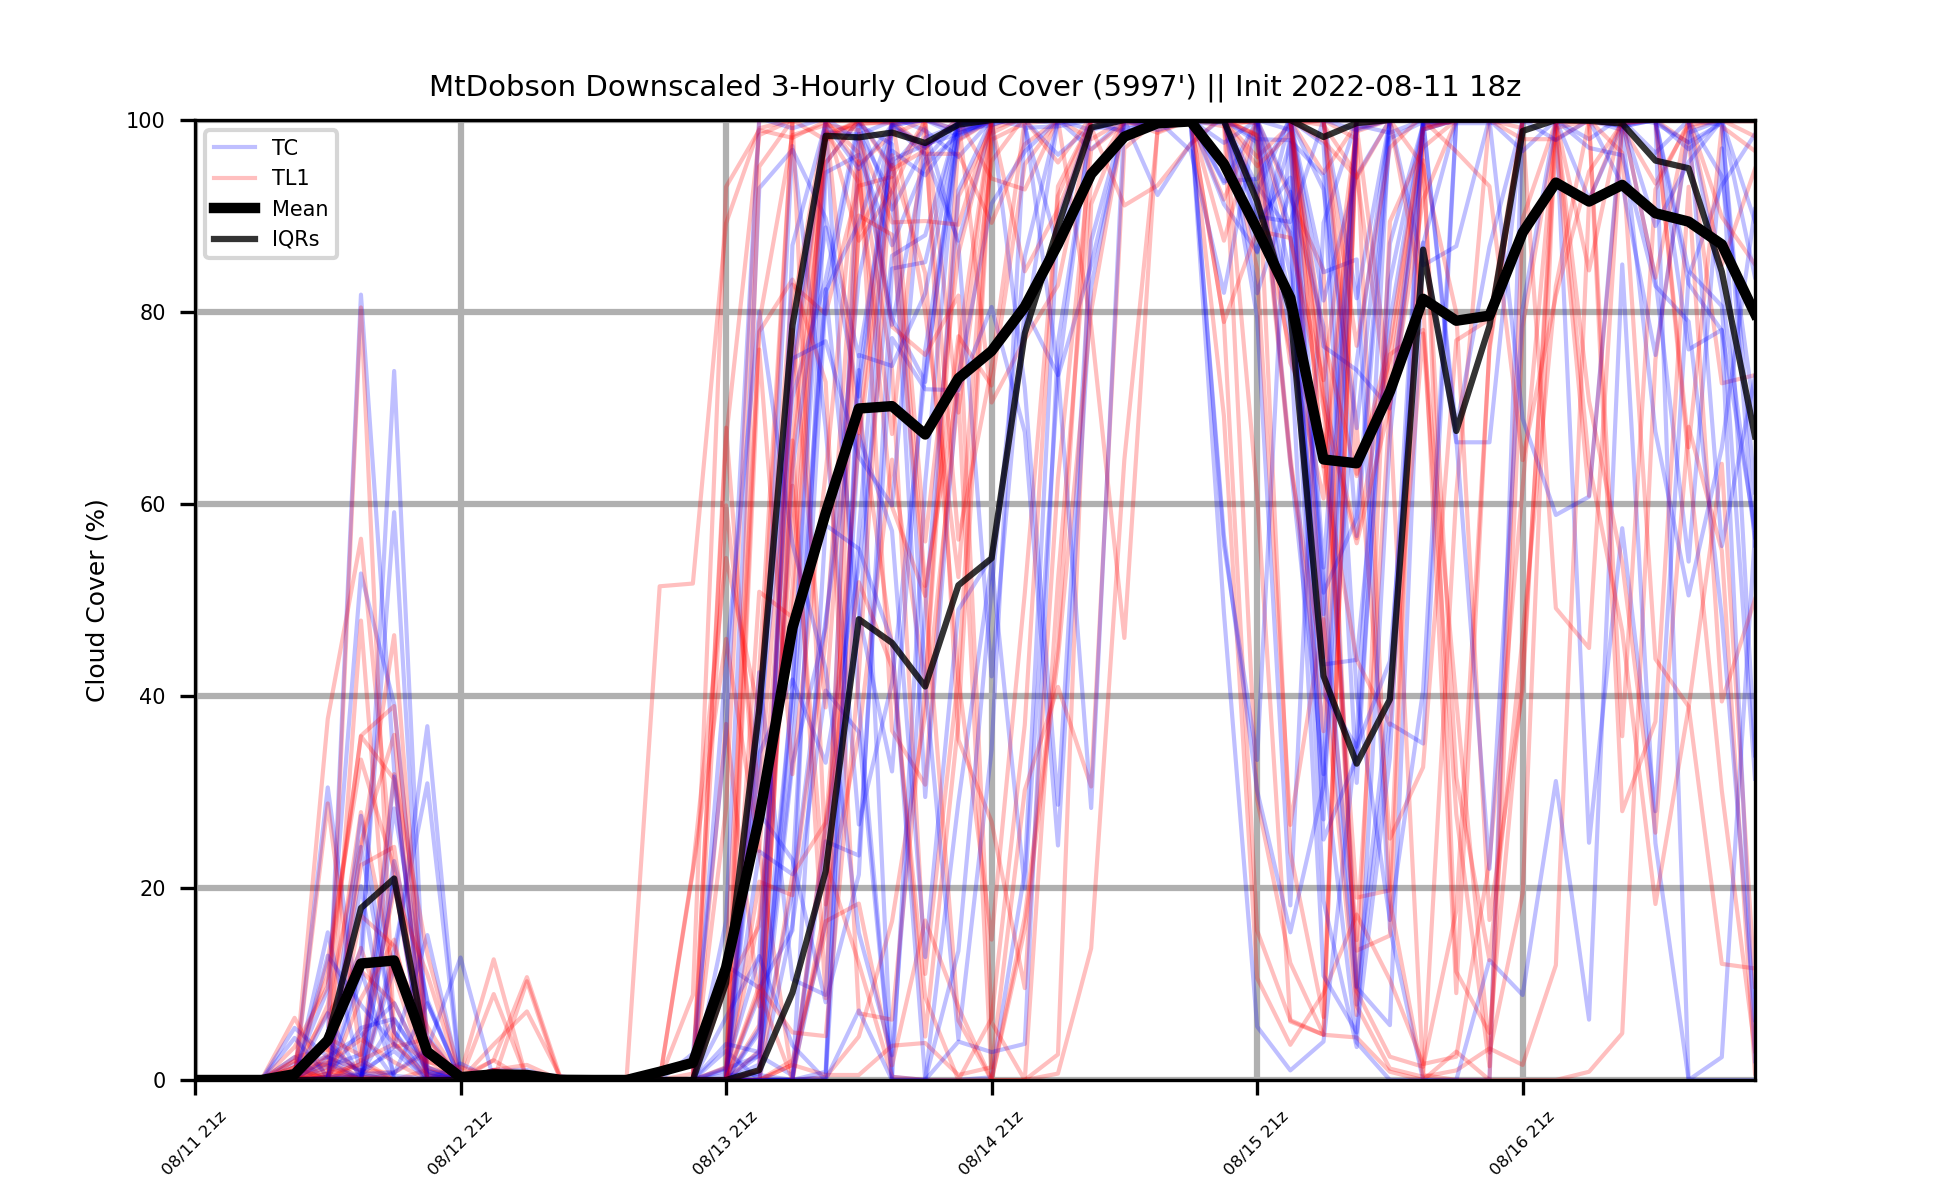 MtDobson Downscaled 3-Hourly Cloud Cover (5997') || Init 2022-08-11 18z
100
80
60
40
20
0
Cloud Cover (%)
TC
TL1
Mean
IQRs
08/11 21z
08/12 21z
08/13 21z
08/14 21z
08/15 21z
08/16 21z